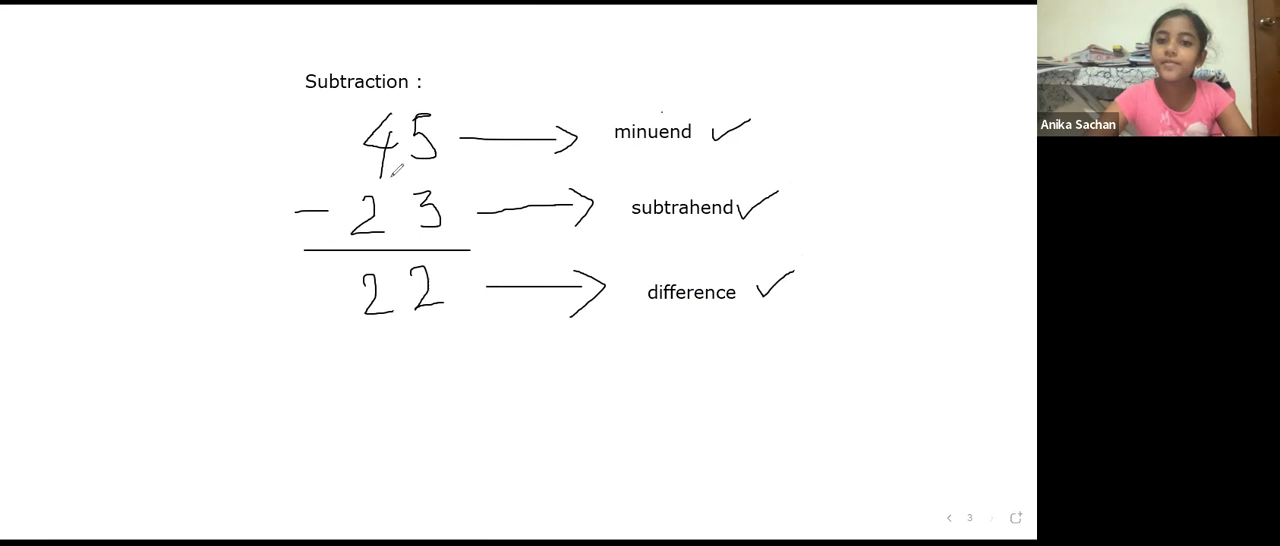 Subtraction :
45 minuend
- 23 subtrahend
22 difference
Anika Sachan
3